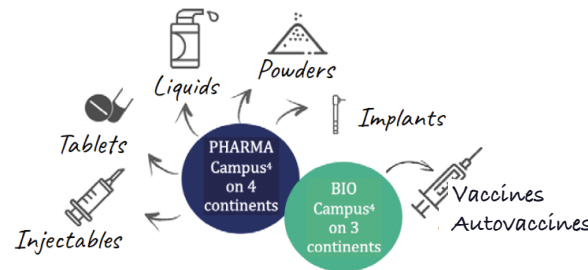 Liquids
Powders
Tablets
Implants
Injectables
PHARMA
Campus⁴
on 4
continents
BIO
Campus⁴
on 3
continents
Vaccines
Autovaccines